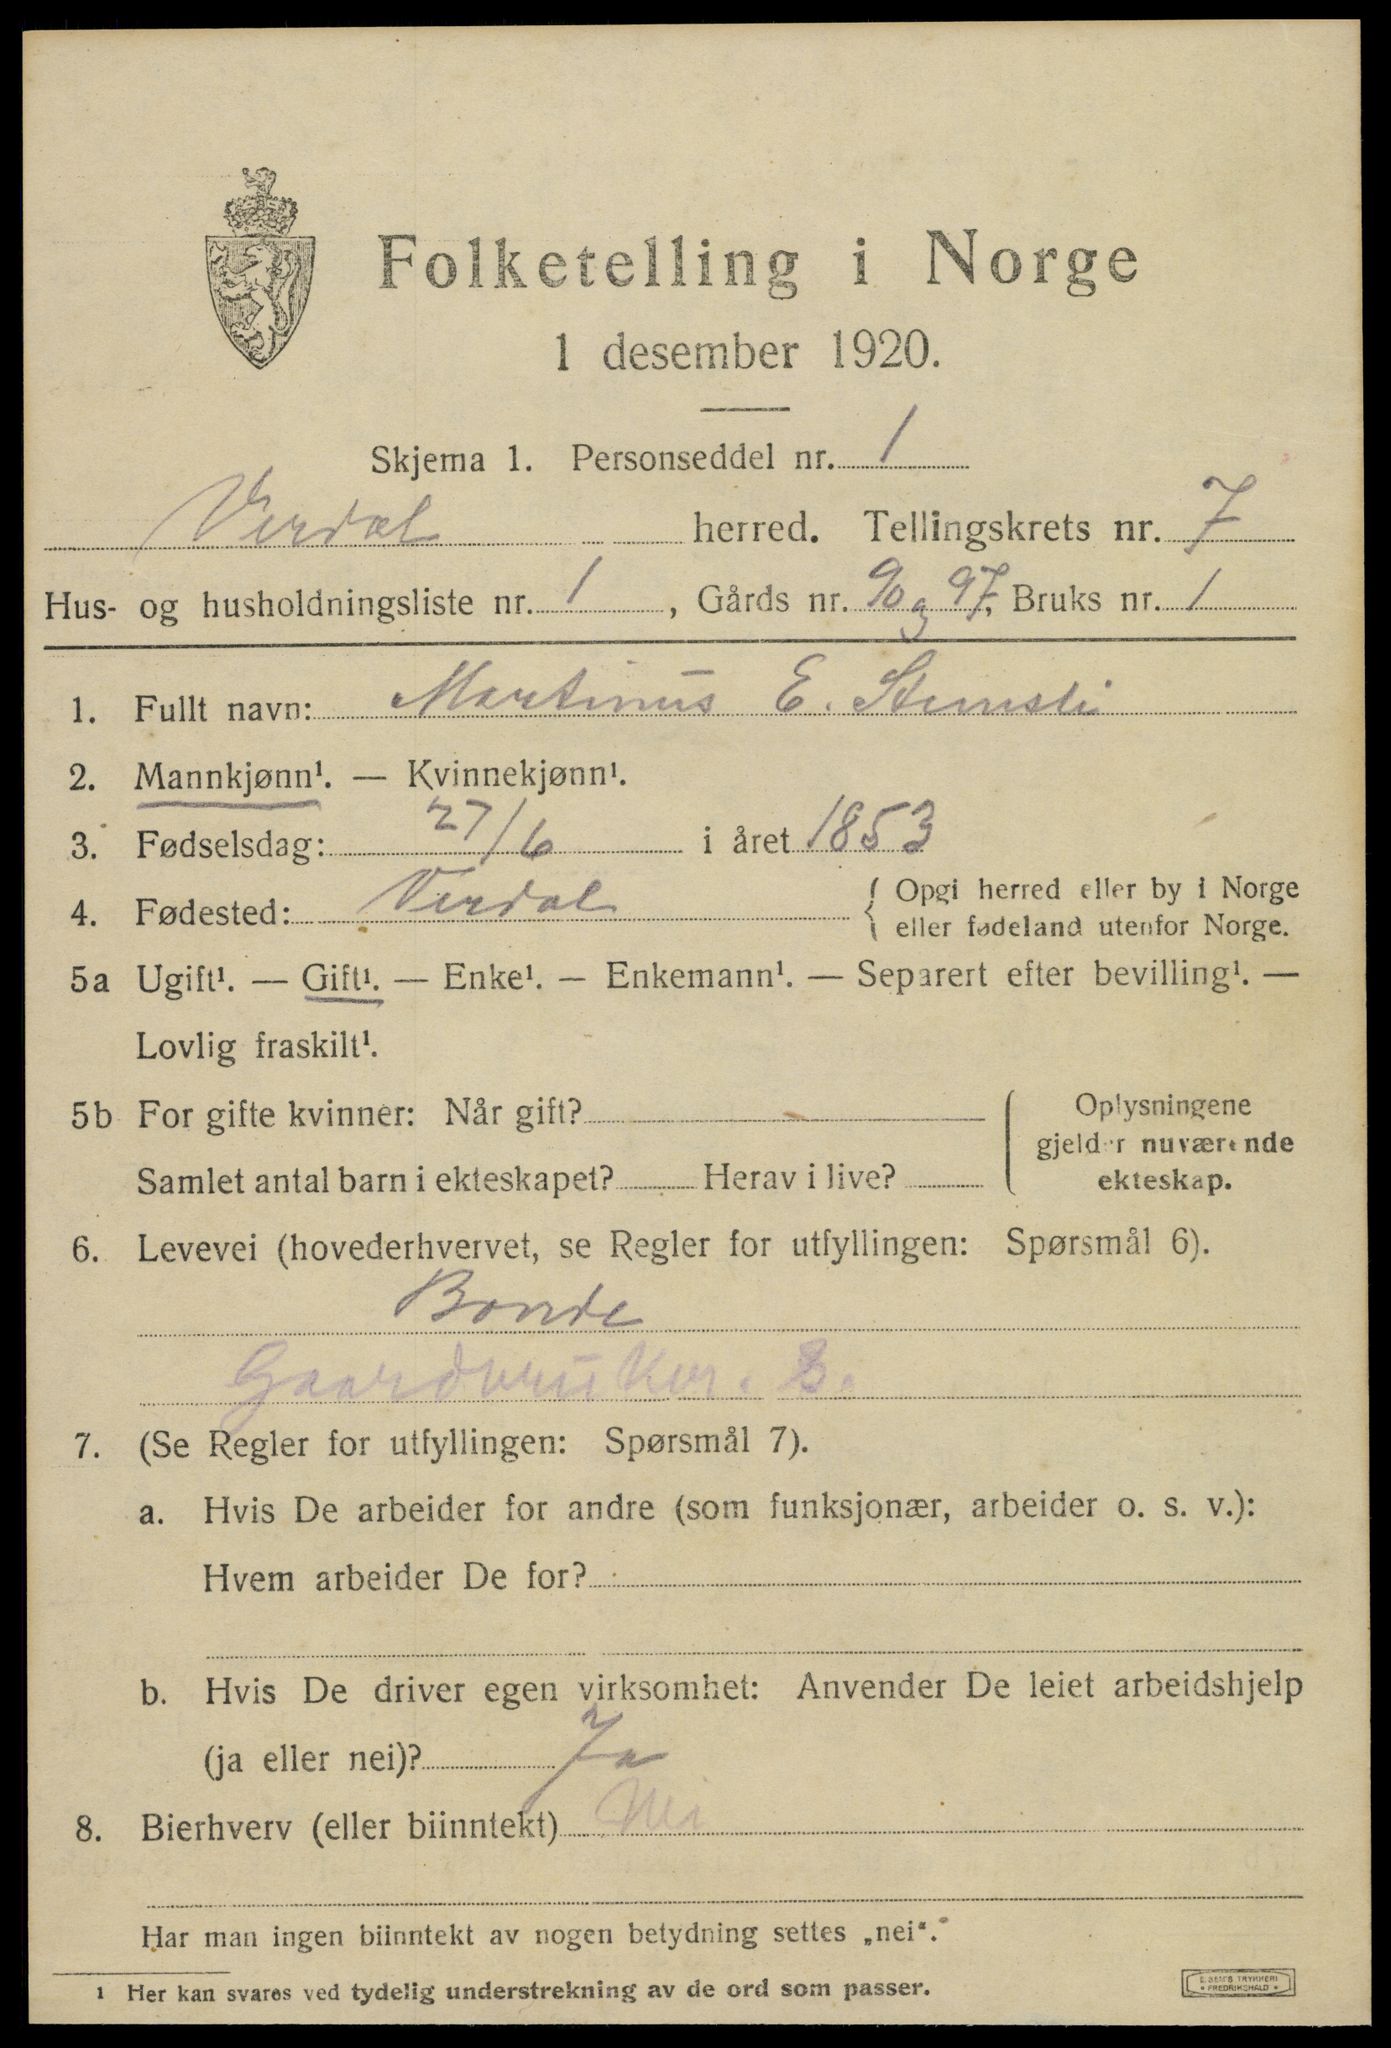 Folketelling i Norge
1 desember 1920.
Skjema 1. Personseddel nr. 1
Verdal herred. Tellingskrets nr. 7
Hus- og husholdningsliste nr. 1, Gårds nr. 90 og 97, Bruks nr. 1
1. Fullt navn: Martinus E. Stensli
2. Mannkjønn¹. — Kvinnekjønn¹.
3. Fødselsdag: 27/6 i året 1853
4. Fødested: Verdal { Opgi herred eller by i Norge
eller fødeland utenfor Norge.
5a Ugift¹. — Gift¹. — Enke¹. — Enkemann¹. — Separert efter bevilling¹. —
Lovlig fraskilt¹.
5b For gifte kvinner: Når gift?
Samlet antal barn i ekteskapet? Herav i live?
Oplysningene
gjelder nuværende
ekteskap.
6. Levevei (hovederhvervet, se Regler for utfyllingen: Spørsmål 6).
Bonde
Gaardbruker. S.
7. (Se Regler for utfyllingen: Spørsmål 7).
a. Hvis De arbeider for andre (som funksjonær, arbeider o. s. v.):
Hvem arbeider De for?
b. Hvis De driver egen virksomhet: Anvender De leiet arbeidshjelp
(ja eller nei)? Ja
8. Bierhverv (eller biinntekt) Nei
Har man ingen biinntekt av nogen betydning settes „nei“.
1 Her kan svares ved tydelig understrekning av de ord som passer.
E. SEM'S TRYKKERI
• FREDRIKSHALD •